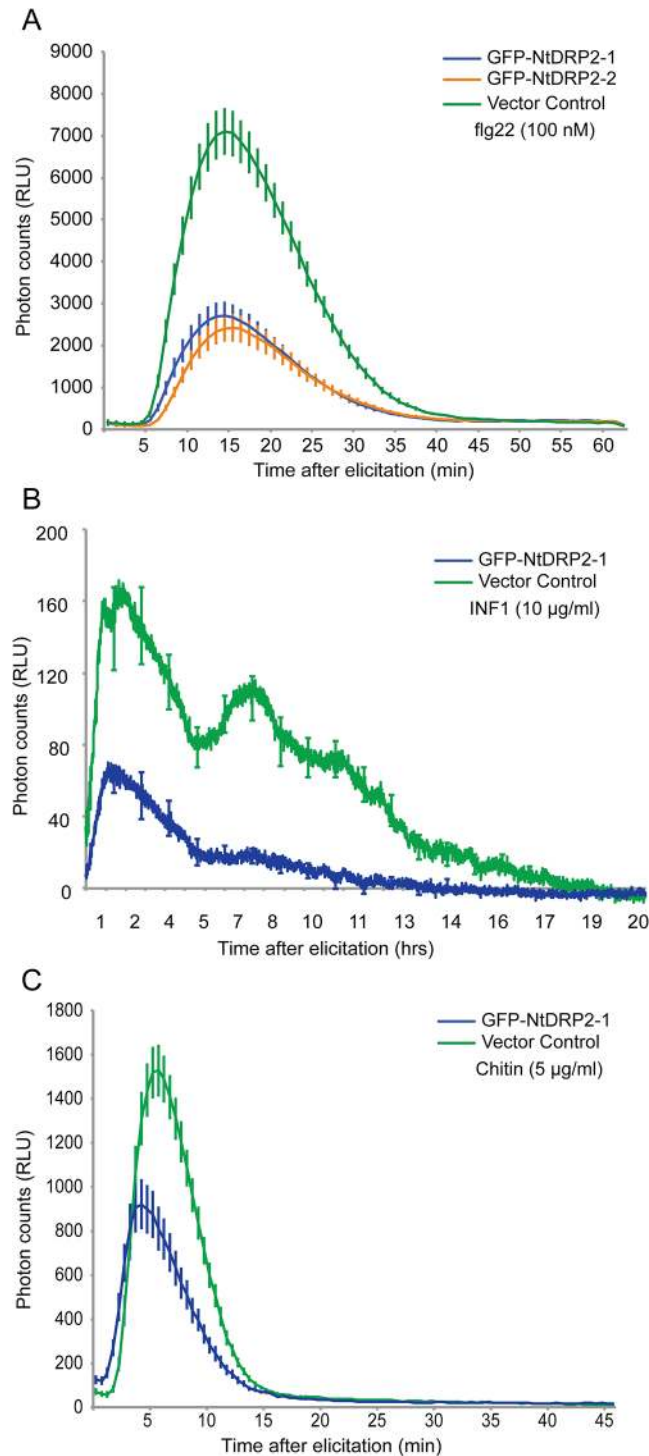 A
9000
8000
7000
6000
5000
4000
3000
2000
1000
0
Photon counts (RLU)
GFP-NtDRP2-1
GFP-NtDRP2-2
Vector Control
flg22 (100 nM)
5 10 15 20 25 30 35 40 45 50 55 60
Time after elicitation (min)
B
200
160
120
80
40
0
Photon counts (RLU)
GFP-NtDRP2-1
Vector Control
INF1 (10 µg/ml)
1 2 4 5 7 8 10 11 13 14 16 17 19 20
Time after elicitation (hrs)
C
1800
1600
1400
1200
1000
800
600
400
200
0
Photon counts (RLU)
GFP-NtDRP2-1
Vector Control
Chitin (5 µg/ml)
5 10 15 20 25 30 35 40 45
Time after elicitation (min)